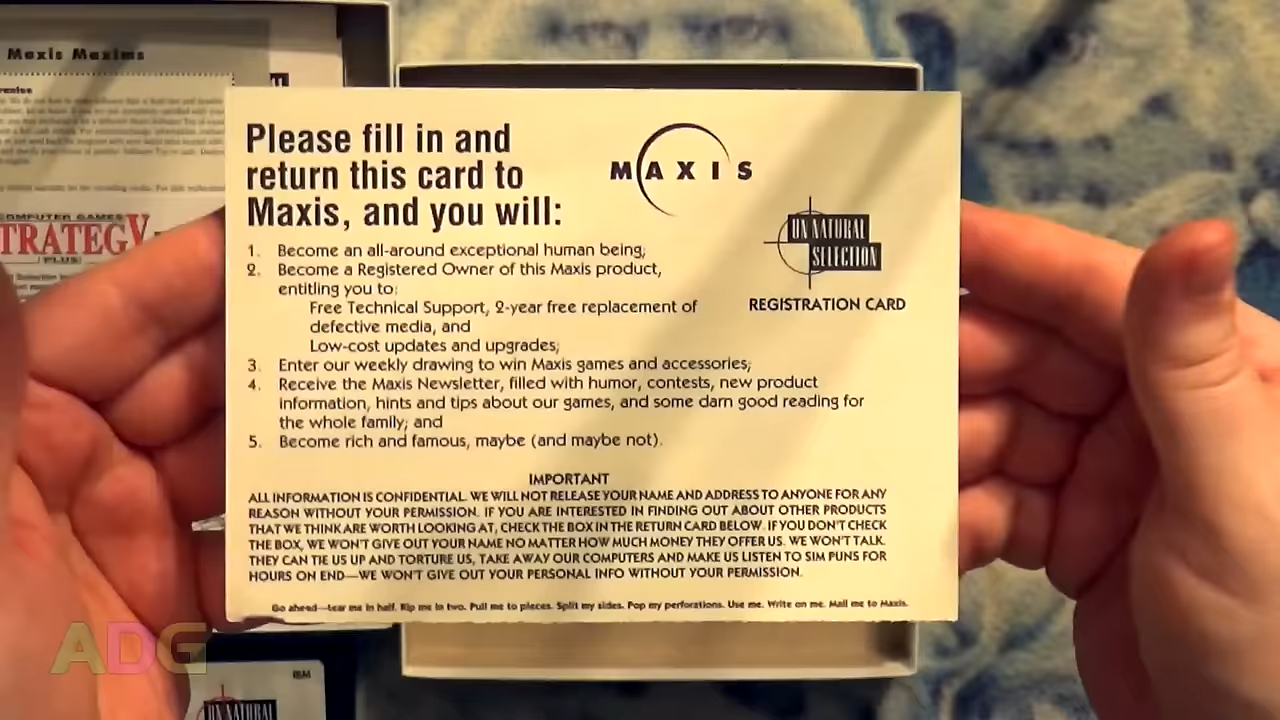 Maxis Maxims
COMPUTER GAMES
STRATEGY
PLUS
Please fill in and
return this card to
Maxis, and you will:
MAXIS
UNNATURAL
SELECTION
REGISTRATION CARD
1. Become an all-around exceptional human being;
2. Become a Registered Owner of this Maxis product,
entitling you to:
Free Technical Support, 2-year free replacement of
defective media, and
Low-cost updates and upgrades;
3. Enter our weekly drawing to win Maxis games and accessories;
4. Receive the Maxis Newsletter, filled with humor, contests, new product
information, hints and tips about our games, and some darn good reading for
the whole family; and
5. Become rich and famous, maybe (and maybe not).
IMPORTANT
ALL INFORMATION IS CONFIDENTIAL. WE WILL NOT RELEASE YOUR NAME AND ADDRESS TO ANYONE FOR ANY
REASON WITHOUT YOUR PERMISSION. IF YOU ARE INTERESTED IN FINDING OUT ABOUT OTHER PRODUCTS
THAT WE THINK ARE WORTH LOOKING AT, CHECK THE BOX IN THE RETURN CARD BELOW. IF YOU DON'T CHECK
THE BOX, WE WON'T GIVE OUT YOUR NAME NO MATTER HOW MUCH MONEY THEY OFFER US. WE WON'T TALK.
THEY CAN TIE US UP AND TORTURE US, TAKE AWAY OUR COMPUTERS AND MAKE US LISTEN TO SIM PUNS FOR
HOURS ON END—WE WON'T GIVE OUT YOUR PERSONAL INFO WITHOUT YOUR PERMISSION.
Go ahead—tear me in half. Rip me in two. Pull me to pieces. Split my sides. Pop my perforations. Use me. Write on me. Mail me to Maxis.
ADG
IBM
UNNATURAL